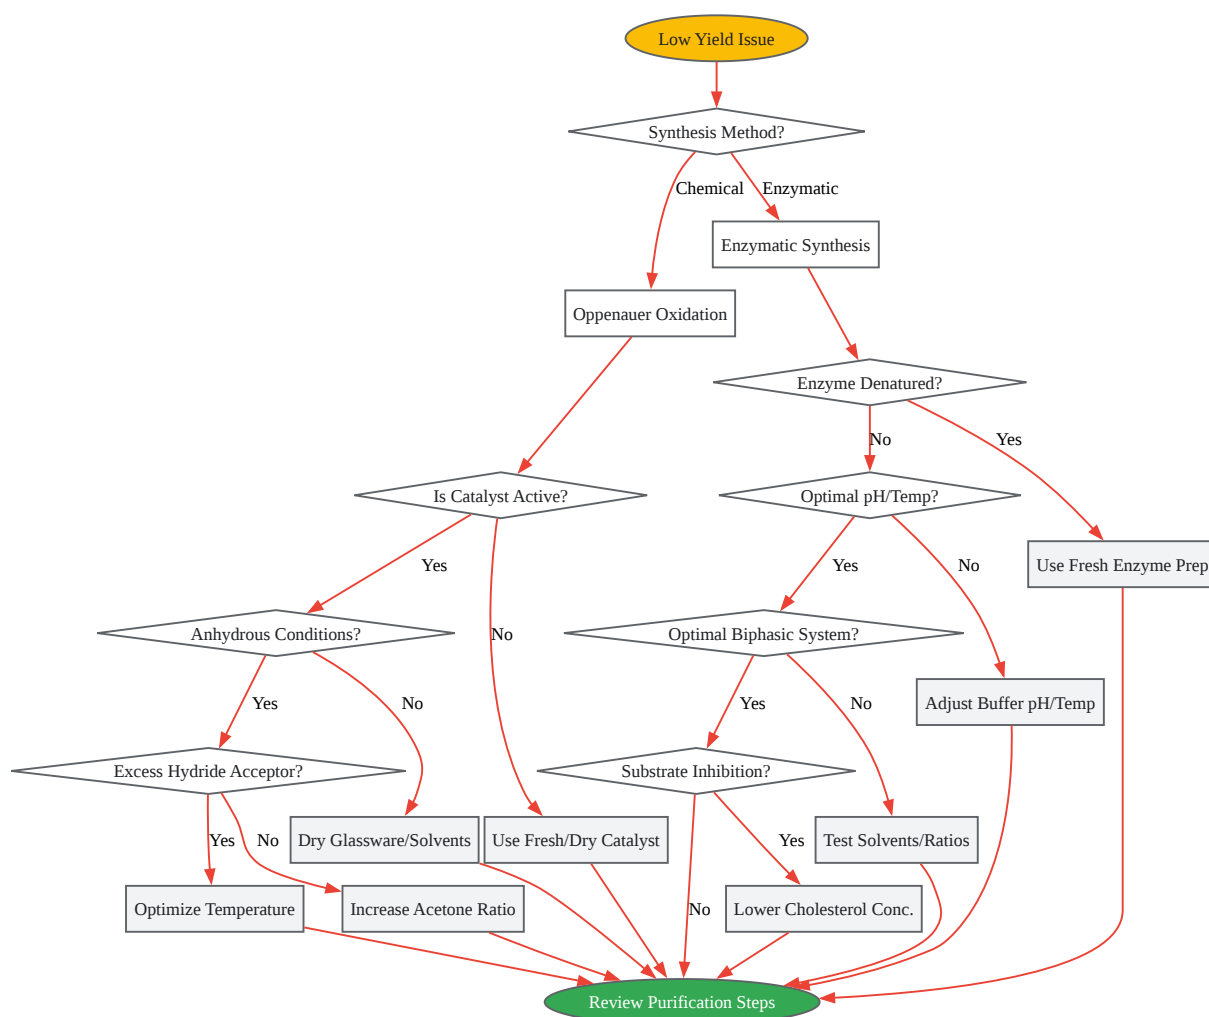 Low Yield Issue
Synthesis Method?
Chemical
Enzymatic
Enzymatic Synthesis
Oppenauer Oxidation
Enzyme Denatured?
No
Yes
Is Catalyst Active?
Optimal pH/Temp?
Yes
Yes
No
Use Fresh Enzyme Prep
Anhydrous Conditions?
No
Optimal Biphasic System?
Yes
No
Yes
No
Adjust Buffer pH/Temp
Excess Hydride Acceptor?
Substrate Inhibition?
Yes
No
Dry Glassware/Solvents
Use Fresh/Dry Catalyst
Yes
Test Solvents/Ratios
Optimize Temperature
Increase Acetone Ratio
No
Lower Cholesterol Conc.
Review Purification Steps